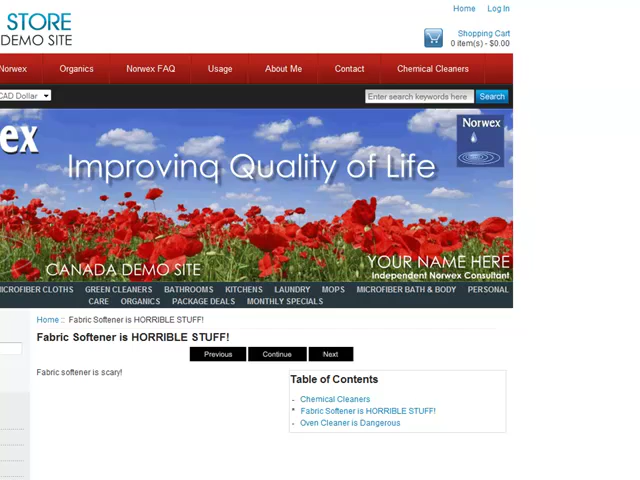 STORE
DEMO SITE
Home Log In
Shopping Cart
0 item(s) - $0.00
Norwex Organics Norwex FAQ Usage About Me Contact Chemical Cleaners
CAD Dollar Enter search keywords here Search
ex
Norwex
Improving Quality of Life
YOUR NAME HERE
CANADA DEMO SITE
Independent Norwex Consultant
MICROFIBER CLOTHS GREEN CLEANERS BATHROOMS KITCHENS LAUNDRY MOPS MICROFIBER BATH & BODY PERSONAL
CARE ORGANICS PACKAGE DEALS MONTHLY SPECIALS
Home :: Fabric Softener is HORRIBLE STUFF!
Fabric Softener is HORRIBLE STUFF!
Previous Continue Next
Fabric softener is scary!
Table of Contents
- Chemical Cleaners
* Fabric Softener is HORRIBLE STUFF!
- Oven Cleaner is Dangerous